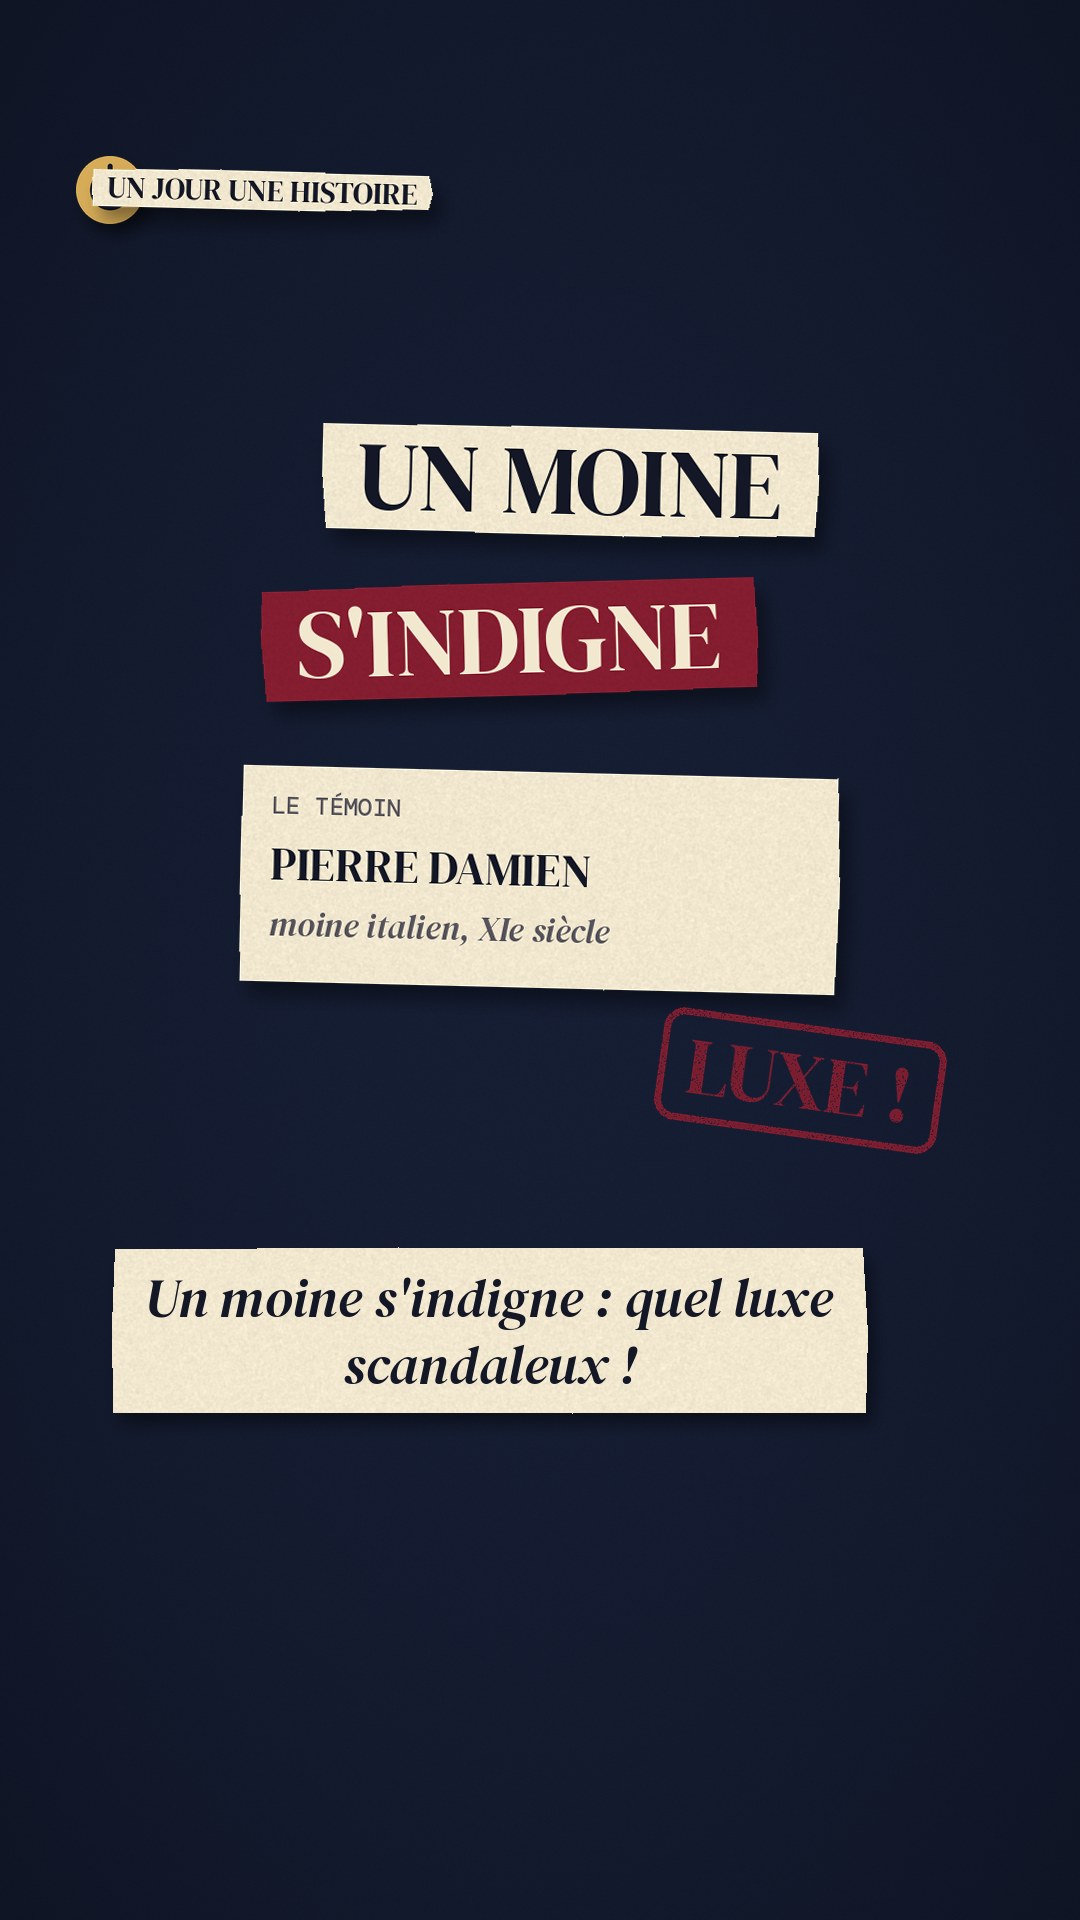 UN JOUR UNE HISTOIRE
UN MOINE
S'INDIGNE
LE TÉMOIN
PIERRE DAMIEN
moine italien, XIe siècle
LUXE !
Un moine s'indigne : quel luxe
scandaleux !